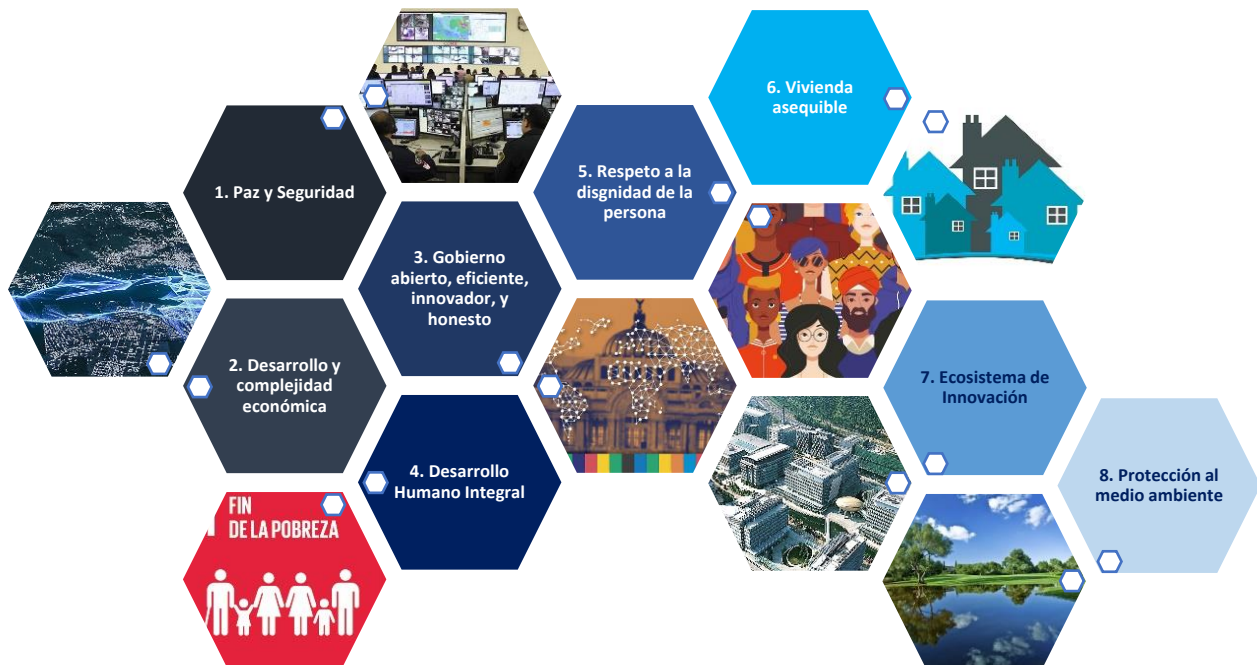 1. Paz y Seguridad
2. Desarrollo y
complejidad
económica
3. Gobierno
abierto, eficiente,
innovador, y
honesto
4. Desarrollo
Humano Integral
5. Respeto a la
disgnidad de la
persona
6. Vivienda
asequible
7. Ecosistema de
Innovación
8. Protección al
medio ambiente
FIN
DE LA POBREZA